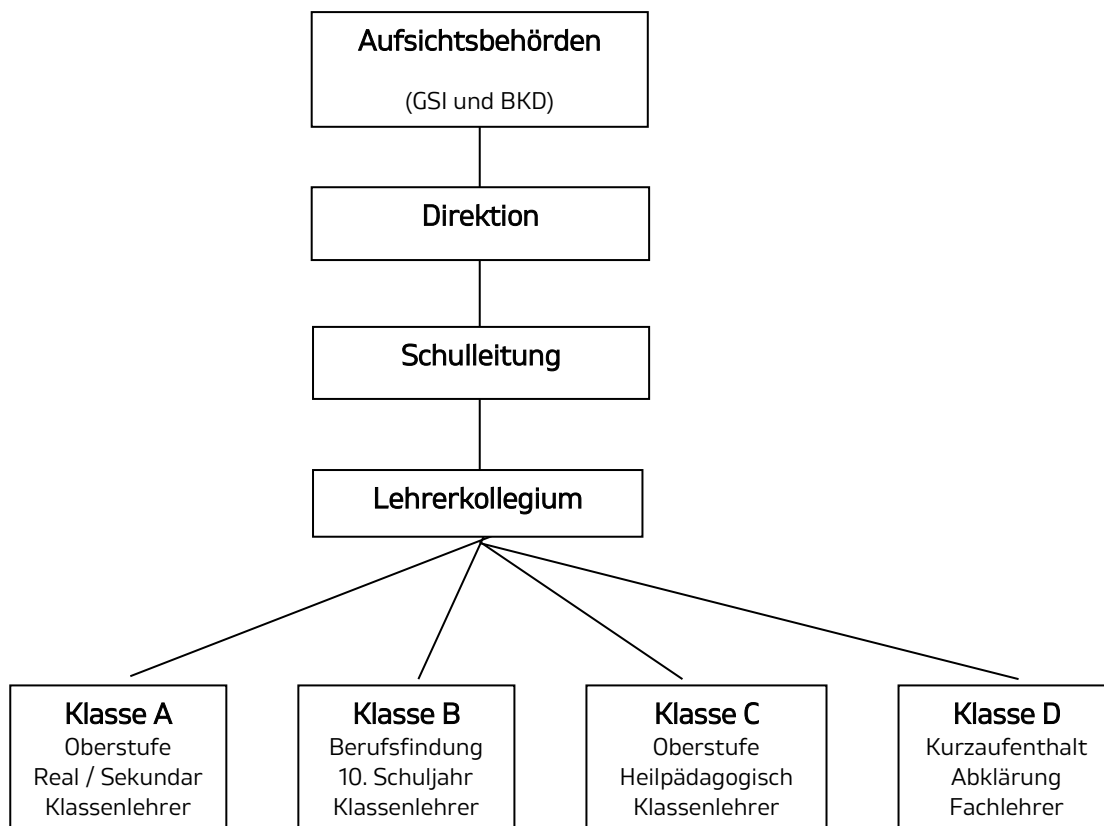 Aufsichtsbehörden
(GSI und BKD)
Direktion
Schulleitung
Lehrerkollegium
Klasse A
Oberstufe
Real / Sekundar
Klassenlehrer
Klasse B
Berufsfindung
10. Schuljahr
Klassenlehrer
Klasse C
Oberstufe
Heilpädagogisch
Klassenlehrer
Klasse D
Kurzaufenthalt
Abklärung
Fachlehrer